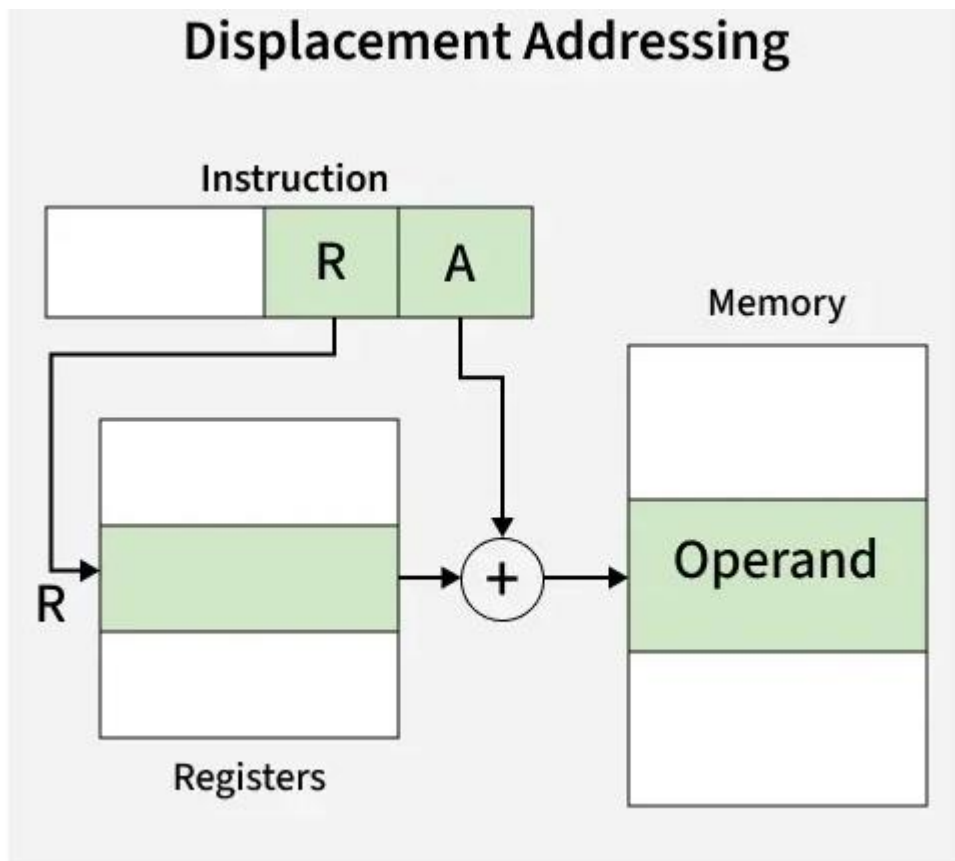 Displacement Addressing
Instruction
R A
Memory
+
Operand
R
Registers